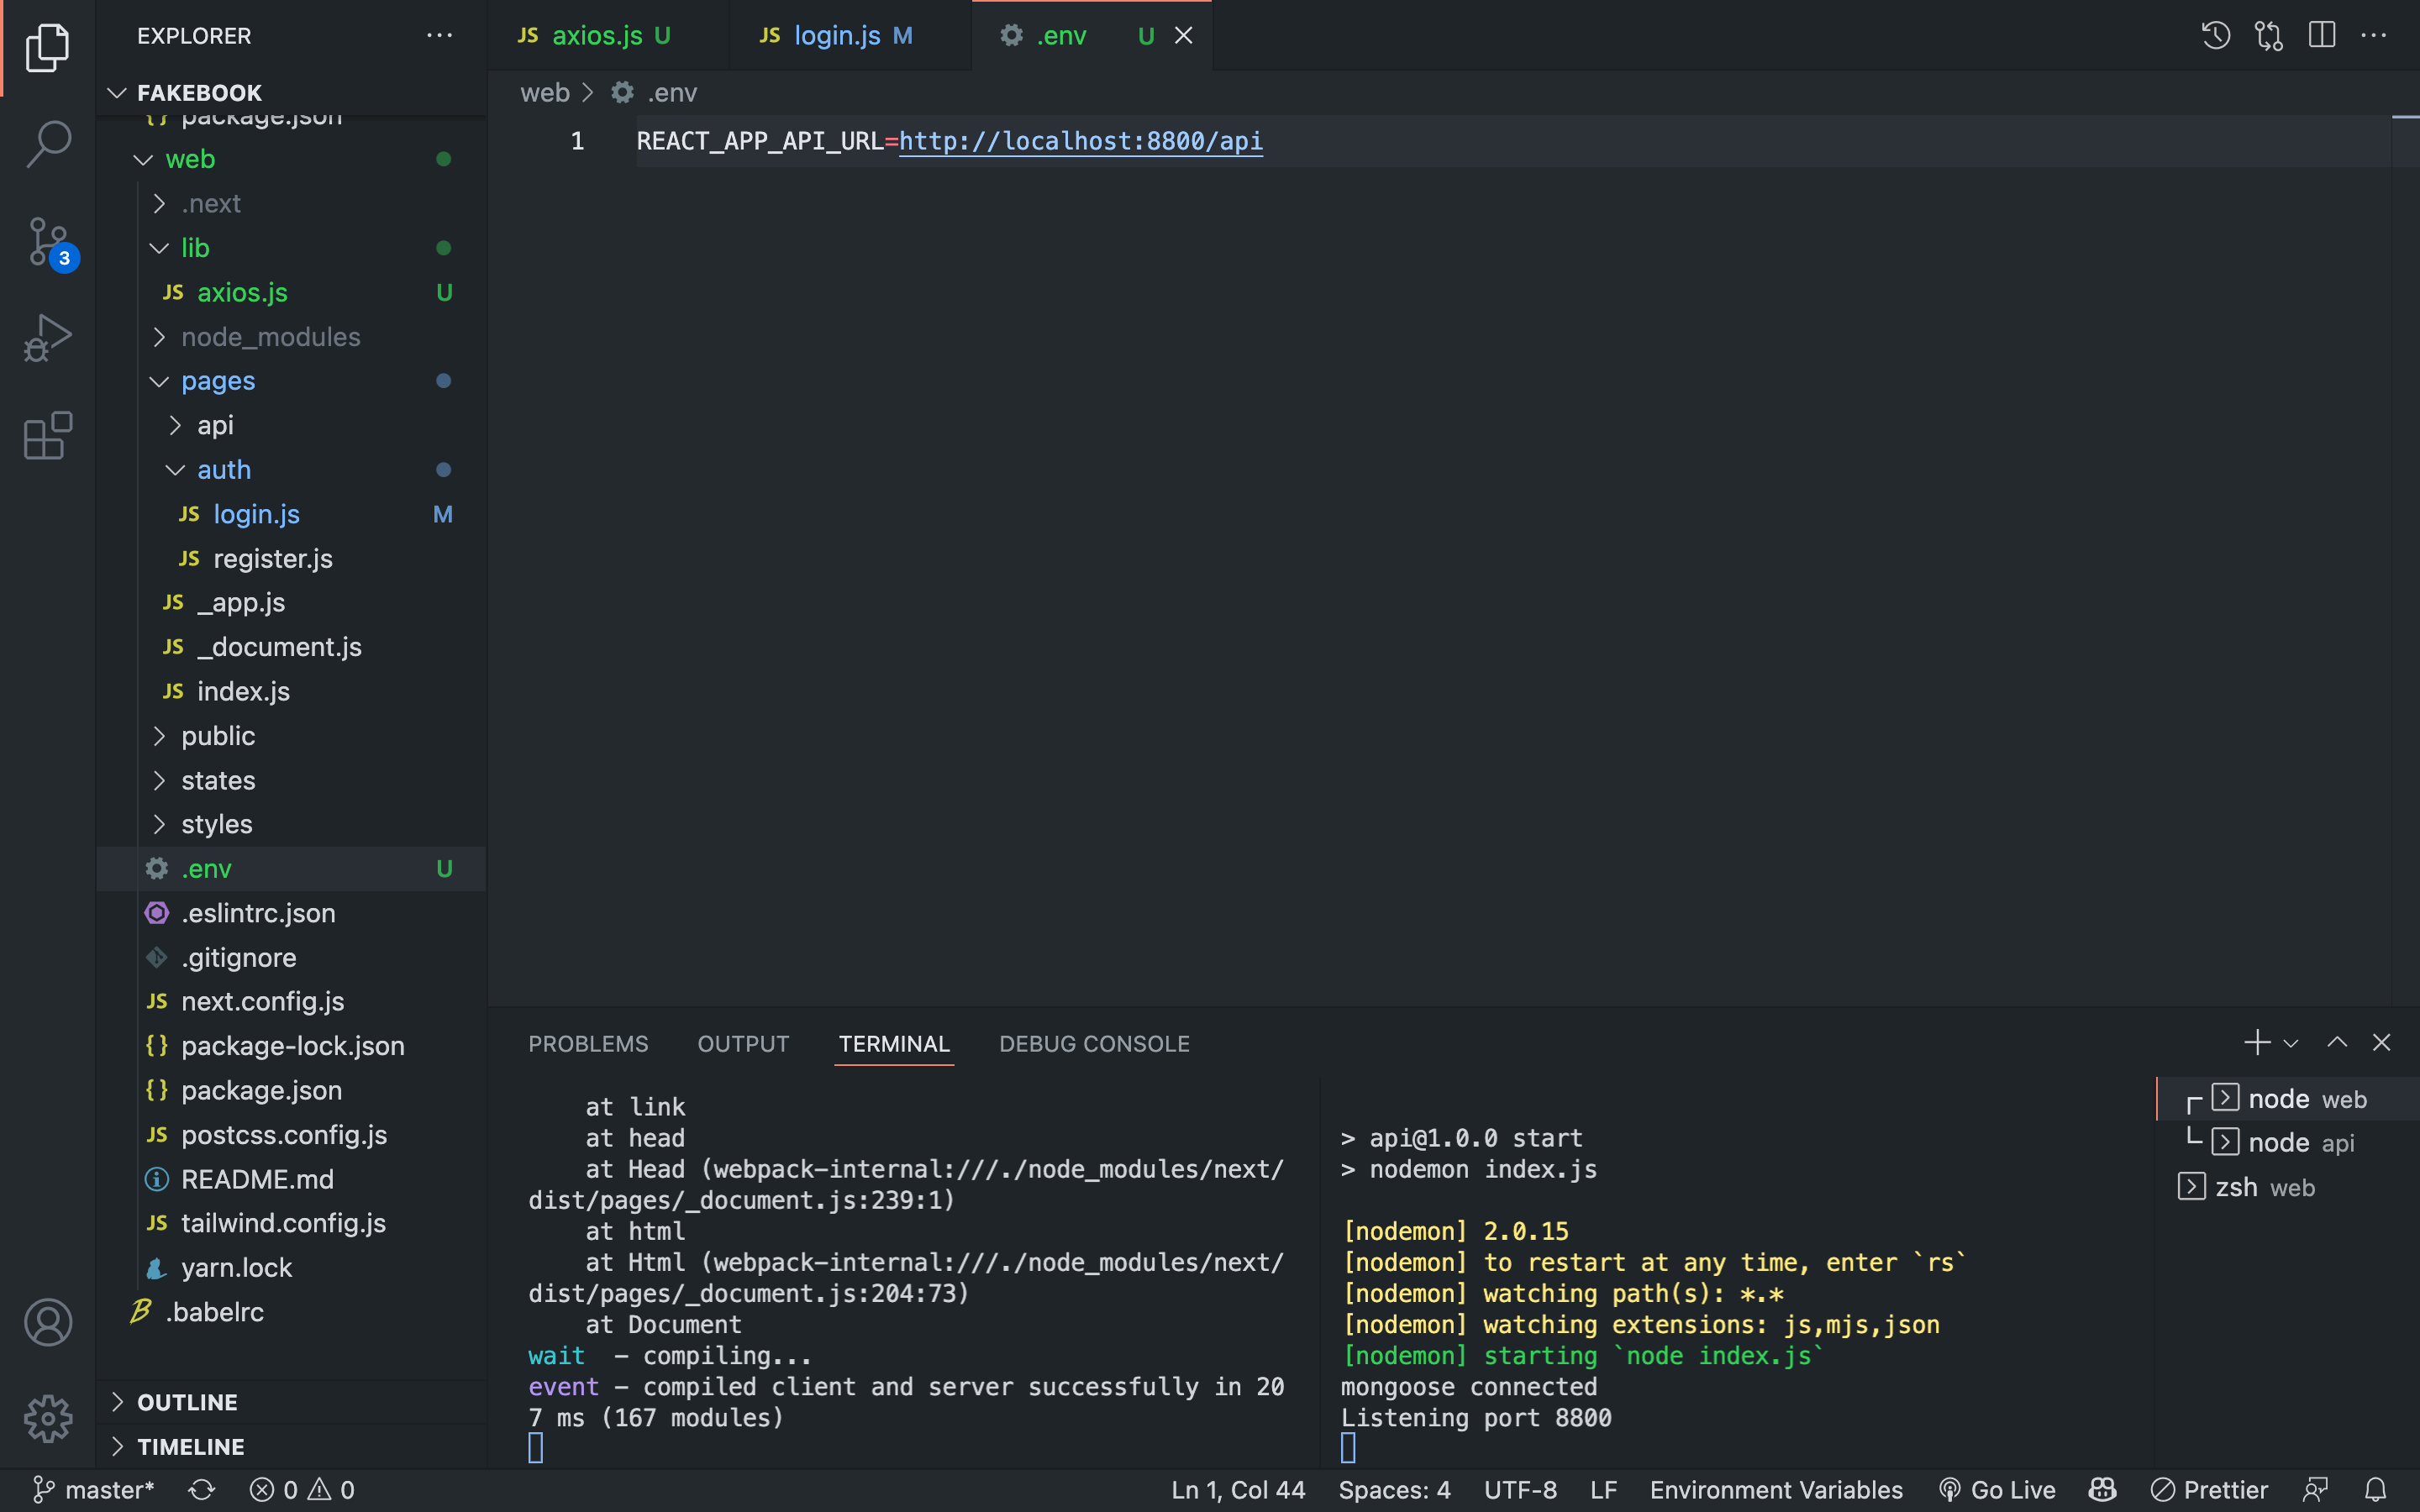 EXPLORER
FAKEBOOK
package.json
web
.next
lib
JS axios.js U
node_modules
pages
api
auth
JS login.js M
JS register.js
JS _app.js
JS _document.js
JS index.js
public
states
styles
.env U
.eslintrc.json
.gitignore
JS next.config.js
{} package-lock.json
{} package.json
JS postcss.config.js
README.md
JS tailwind.config.js
yarn.lock
.babelrc
OUTLINE
TIMELINE
3
JS axios.js U
JS login.js M
.env U
web > .env
1 REACT_APP_API_URL=http://localhost:8800/api
PROBLEMS OUTPUT TERMINAL DEBUG CONSOLE
at link
at head
at Head (webpack-internal:///./node_modules/next/
dist/pages/_document.js:239:1)
at html
at Html (webpack-internal:///./node_modules/next/
dist/pages/_document.js:204:73)
at Document
wait – compiling...
event – compiled client and server successfully in 20
7 ms (167 modules)
> api@1.0.0 start
> nodemon index.js
[nodemon] 2.0.15
[nodemon] to restart at any time, enter `rs`
[nodemon] watching path(s): *.*
[nodemon] watching extensions: js,mjs,json
[nodemon] starting `node index.js`
mongoose connected
Listening port 8800
node web
node api
zsh web
master* 0 0 Ln 1, Col 44 Spaces: 4 UTF-8 LF Environment Variables Go Live Prettier